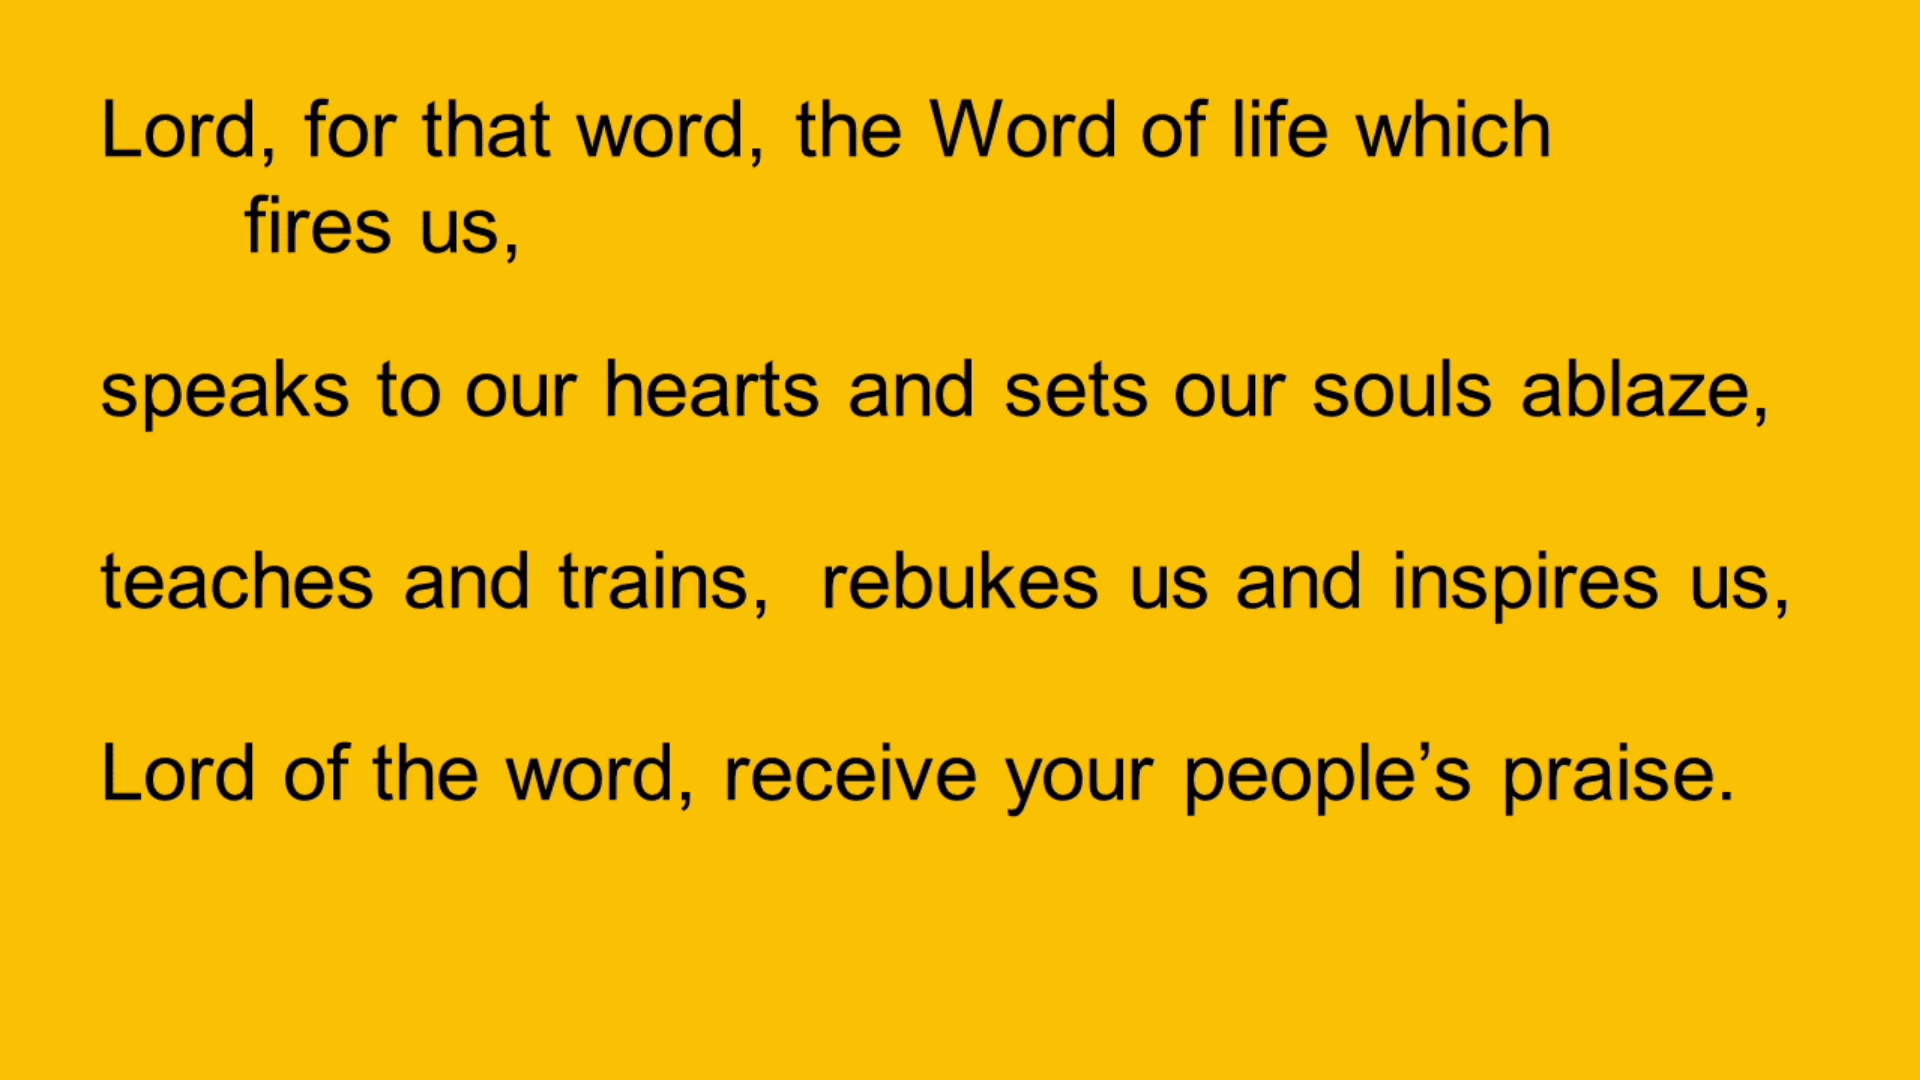 Lord, for that word, the Word of life which
fires us,
speaks to our hearts and sets our souls ablaze,
teaches and trains,  rebukes us and inspires us,
Lord of the word, receive your people’s praise.